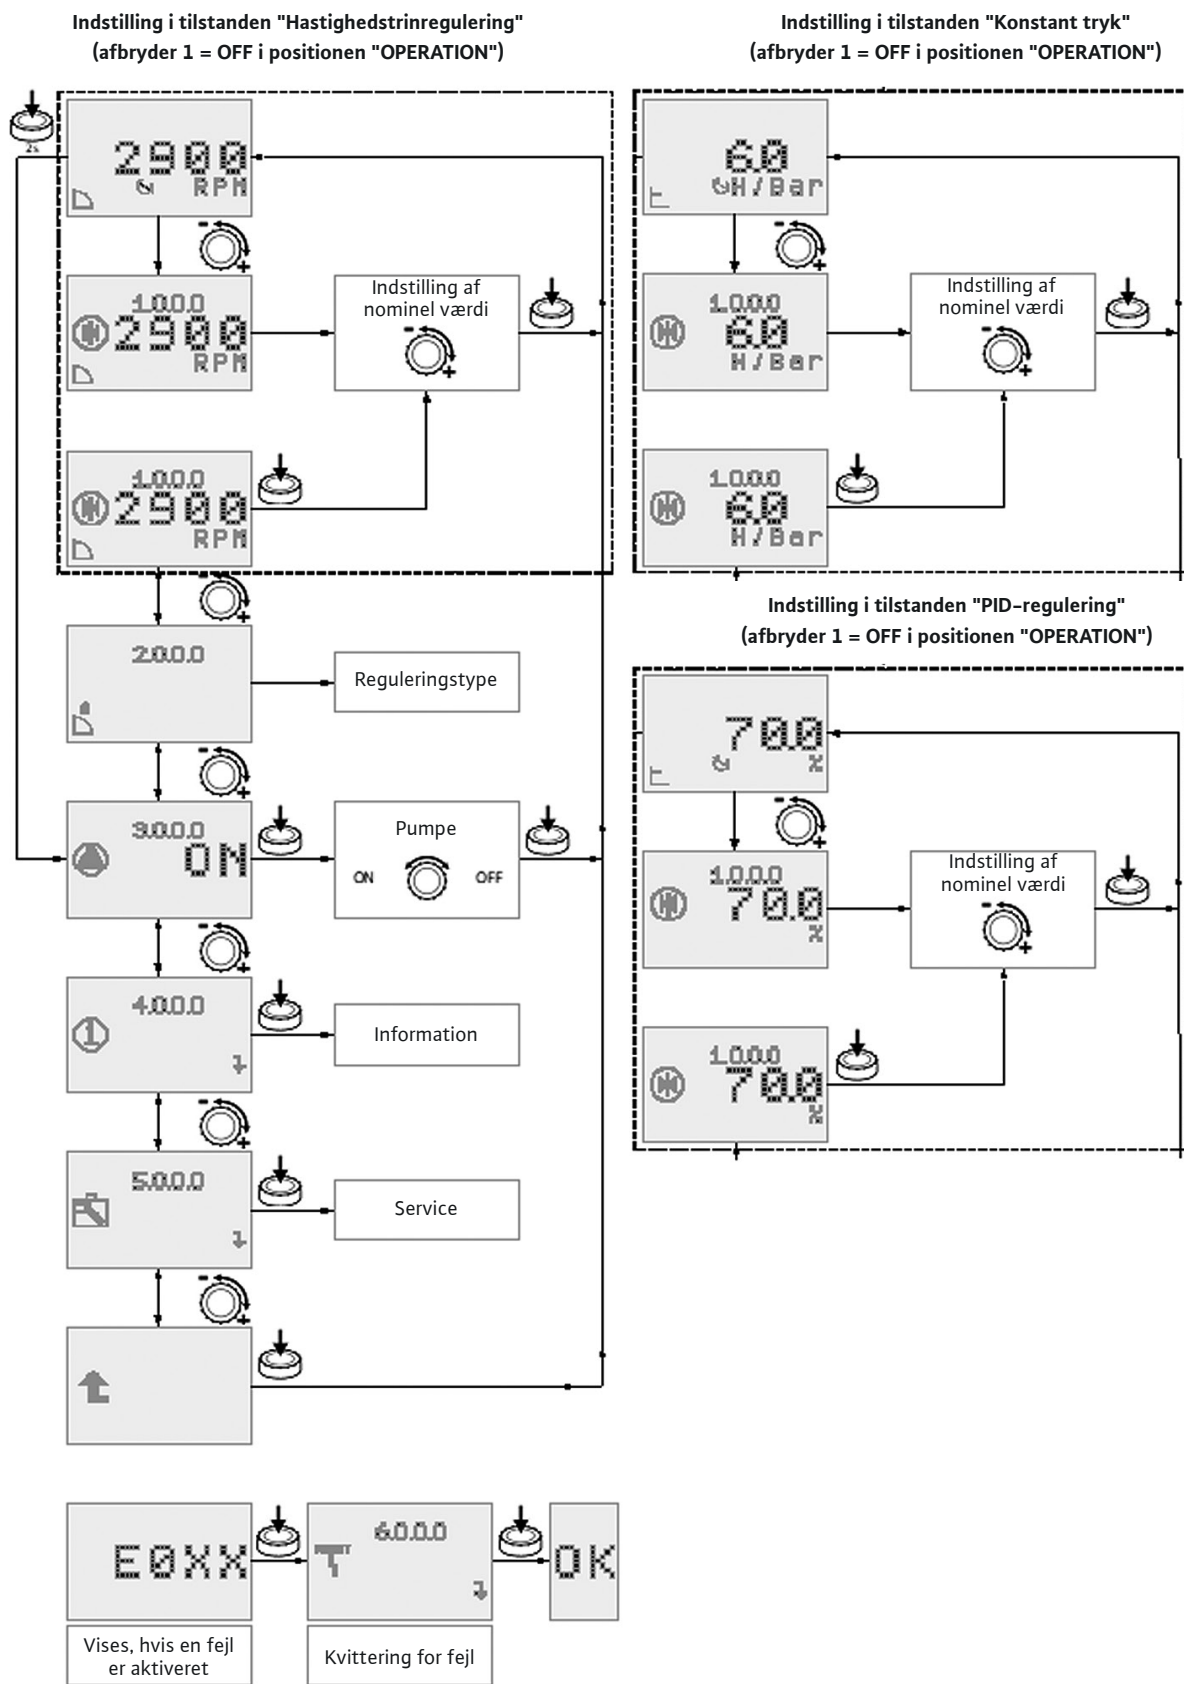 Indstilling i tilstanden "Hastighedstrinregulering"
(afbryder 1 = OFF i positionen "OPERATION")
2s
2900
RPM
1.0.0.0
2900
RPM
Indstilling af
nominel værdi
- +
1.0.0.0
2900
RPM
2.0.0.0
Reguleringstype
3.0.0.0
ON
Pumpe
ON OFF
4.0.0.0
1
Information
5.0.0.0
Service
E0XX
6.0.0.0
OK
Vises, hvis en fejl
er aktiveret
Kvittering for fejl
Indstilling i tilstanden "Konstant tryk"
(afbryder 1 = OFF i positionen "OPERATION")
6.0
H/Bar
1.0.0.0
6.0
H/Bar
Indstilling af
nominel værdi
- +
1.0.0.0
6.0
H/Bar
Indstilling i tilstanden "PID-regulering"
(afbryder 1 = OFF i positionen "OPERATION")
70.0
%
1.0.0.0
70.0
%
Indstilling af
nominel værdi
- +
1.0.0.0
70.0
%